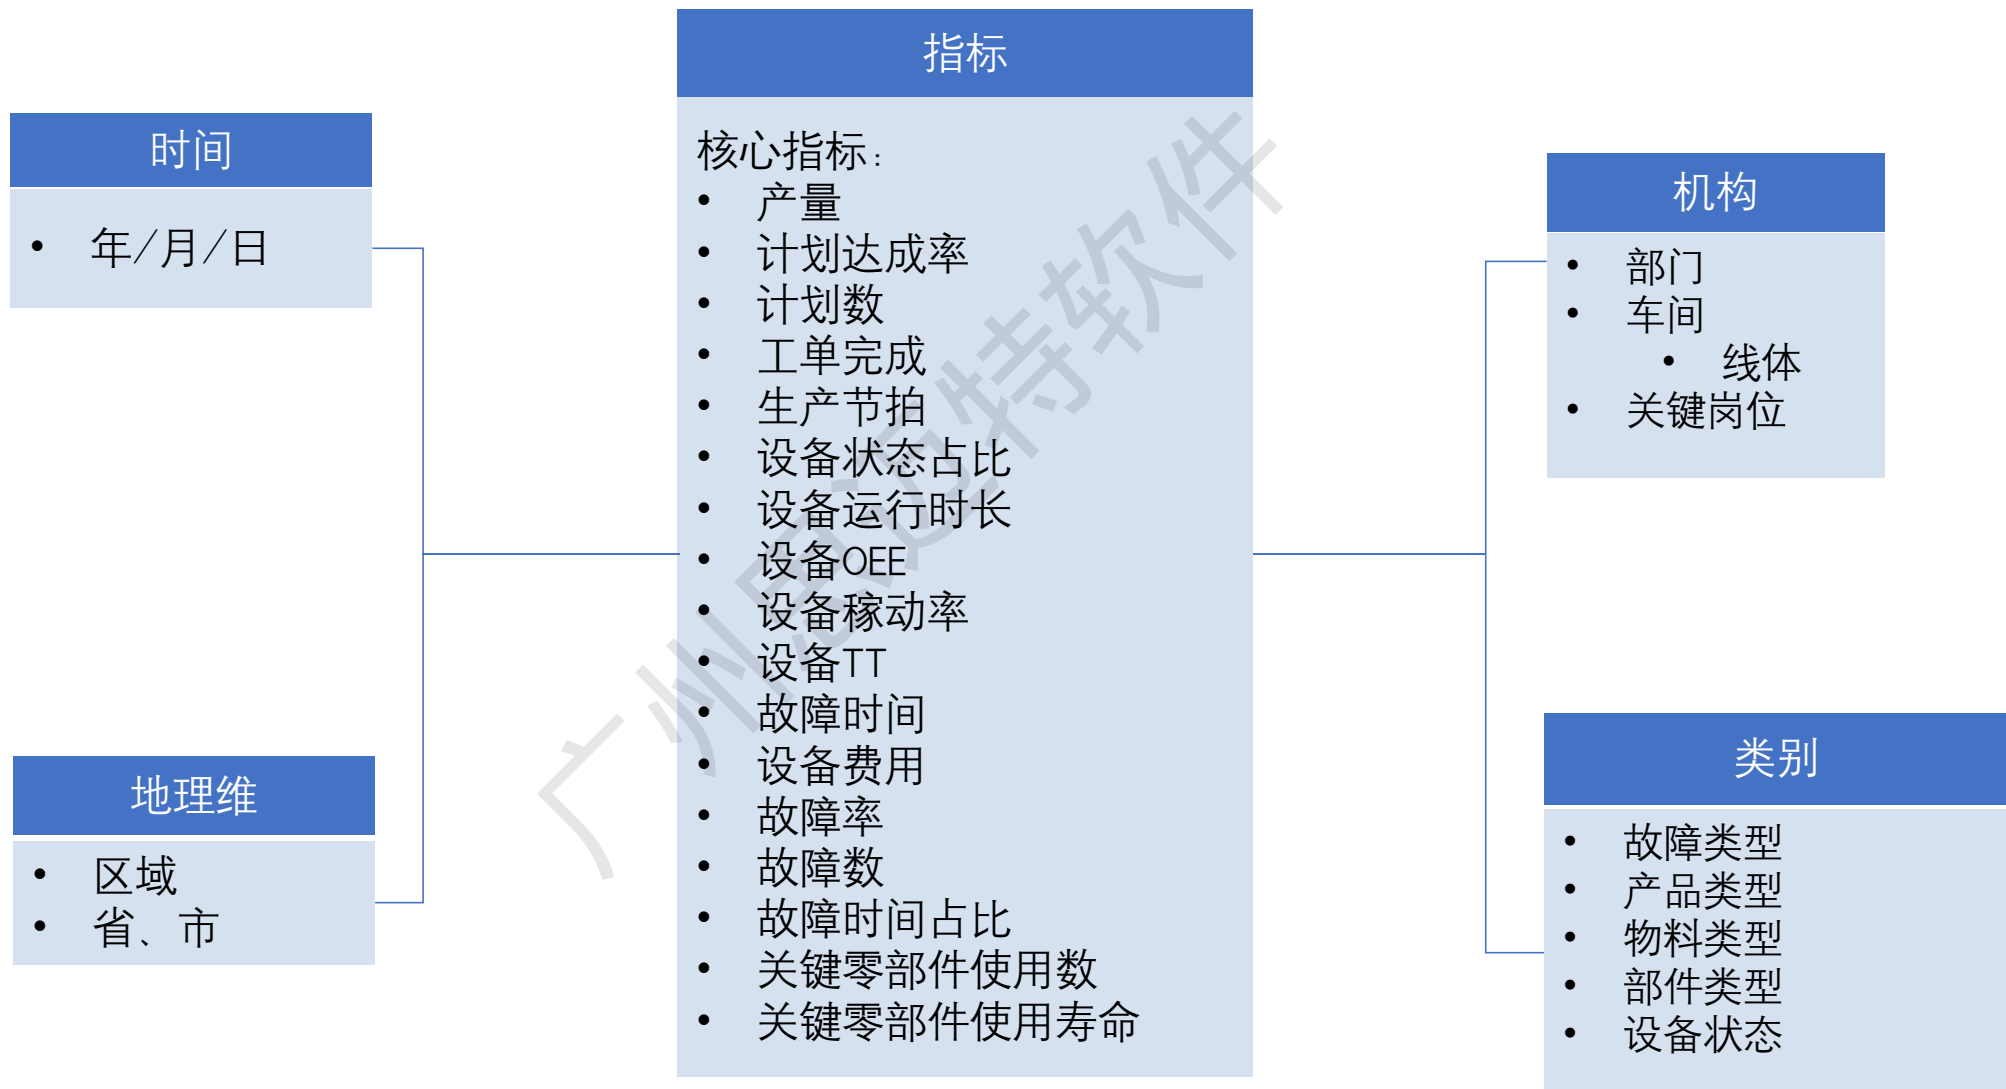 指标
核心指标：
• 产量
• 计划达成率
• 计划数
• 工单完成
• 生产节拍
• 设备状态占比
• 设备运行时长
• 设备OEE
• 设备稼动率
• 设备TT
• 故障时间
• 设备费用
• 故障率
• 故障数
• 故障时间占比
• 关键零部件使用数
• 关键零部件使用寿命
时间
• 年/月/日
地理维
• 区域
• 省、市
机构
• 部门
• 车间
• 线体
• 关键岗位
类别
• 故障类型
• 产品类型
• 物料类型
• 部件类型
• 设备状态
广州思迈特软件